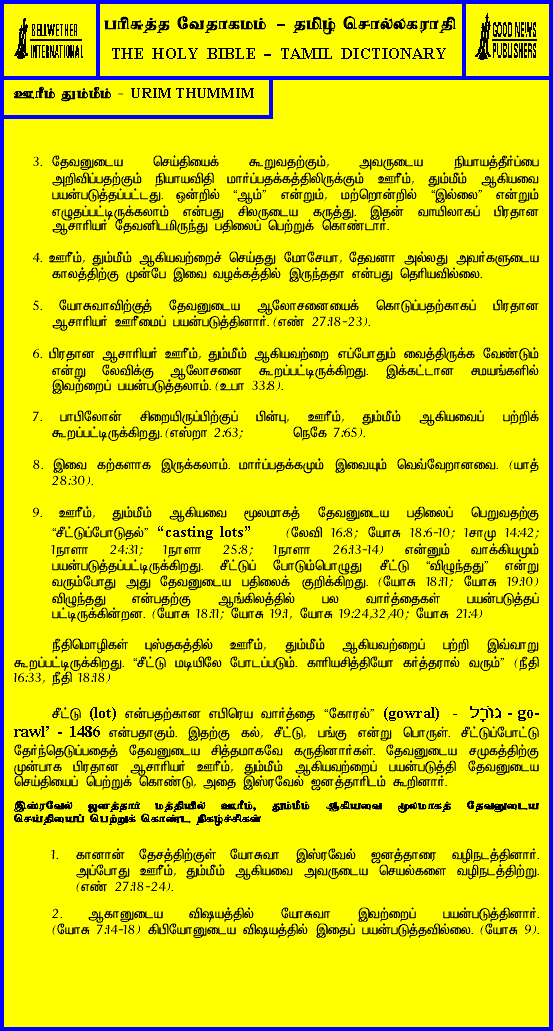 BELLWETHER
INTERNATIONAL
பரிசுத்த வேதாகமம் – தமிழ் சொல்லகராதி
THE HOLY BIBLE – TAMIL DICTIONARY
GOOD NEWS
PUBLISHERS
ஊரீம் தும்மீம் - URIM THUMMIM
3. தேவனுடைய செய்தியைக் கூறுவதற்கும், அவருடைய நியாயத்தீர்ப்பை
அறிவிப்பதற்கும் நியாயவிதி மார்ப்பதக்கத்திலிருக்கும் ஊரீம், தும்மீம் ஆகியவை
பயன்படுத்தப்பட்டது. ஒன்றில் “ஆம்” என்றும், மற்றொன்றில் “இல்லை” என்றும்
எழுதப்பட்டிருக்கலாம் என்பது சிலருடைய கருத்து. இதன் வாயிலாகப் பிரதான
ஆசாரியர் தேவனிடமிருந்து பதிலைப் பெற்றுக் கொண்டார்.
4. ஊரீம், தும்மீம் ஆகியவற்றைச் செய்தது மோசேயா, தேவனா அல்லது அவர்களுடைய
காலத்திற்கு முன்பே இவை வழக்கத்தில் இருந்ததா என்பது தெரியவில்லை.
5. யோசுவாவிற்குத் தேவனுடைய ஆலோசனையைக் கொடுப்பதற்காகப் பிரதான
ஆசாரியர் ஊரீமைப் பயன்படுத்தினார். (எண் 27:18-23).
6. பிரதான ஆசாரியர் ஊரீம், தும்மீம் ஆகியவற்றை எப்போதும் வைத்திருக்க வேண்டும்
என்று லேவிக்கு ஆலோசனை கூறப்பட்டிருக்கிறது. இக்கட்டான சமயங்களில்
இவற்றைப் பயன்படுத்தலாம். (உபா 33:8).
7. பாபிலோன் சிறையிருப்பிற்குப் பின்பு, ஊரீம், தும்மீம் ஆகியவைப் பற்றிக்
கூறப்பட்டிருக்கிறது. (எஸ்றா 2:63; நெகே 7:65).
8. இவை கற்களாக இருக்கலாம். மார்ப்பதக்கமும் இவையும் வெவ்வேறானவை. (யாத்
28:30).
9. ஊரீம், தும்மீம் ஆகியவை மூலமாகத் தேவனுடைய பதிலைப் பெறுவதற்கு
“சீட்டுப்போடுதல்” “casting lots” (லேவி 16:8; யோசு 18:6-10; 1சாமு 14:42;
1நாளா 24:31; 1நாளா 25:8; 1நாளா 26:13-14) என்னும் வாக்கியமும்
பயன்படுத்தப்பட்டிருக்கிறது. சீட்டுப் போடும்பொழுது சீட்டு “விழுந்தது” என்று
வரும்போது அது தேவனுடைய பதிலைக் குறிக்கிறது. (யோசு 18:11; யோசு 19:10)
விழுந்தது என்பதற்கு ஆங்கிலத்தில் பல வார்த்தைகள் பயன்படுத்தப்
பட்டிருக்கின்றன. (யோசு 18:11; யோசு 19:1, யோசு 19:24,32,40; யோசு 21:4)
நீதிமொழிகள் புஸ்தகத்தில் ஊரீம், தும்மீம் ஆகியவற்றைப் பற்றி இவ்வாறு
கூறப்பட்டிருக்கிறது. “சீட்டு மடியிலே போடப்படும். காரியசித்தியோ கர்த்தரால் வரும்” (நீதி
16:33, நீதி 18:18)
சீட்டு (lot) என்பதற்கான எபிரெய வார்த்தை “கோரல்” (gowral) - גּוֹרָל - go-
rawl’ - 1486 என்பதாகும். இதற்கு கல், சீட்டு, பங்கு என்று பொருள். சீட்டுப்போட்டு
தேர்ந்தெடுப்பதைத் தேவனுடைய சித்தமாகவே கருதினார்கள். தேவனுடைய சமுகத்திற்கு
முன்பாக பிரதான ஆசாரியர் ஊரீம், தும்மீம் ஆகியவற்றைப் பயன்படுத்தி தேவனுடைய
செய்தியைப் பெற்றுக் கொண்டு, அதை இஸ்ரவேல் ஜனத்தாரிடம் கூறினார்.
இஸ்ரவேல் ஜனத்தார் மத்தியில் ஊரீம், தும்மீம் ஆகியவை மூலமாகத் தேவனுடைய
செய்தியைப் பெற்றுக் கொண்ட நிகழ்ச்சிகள்
1. கானான் தேசத்திற்குள் யோசுவா இஸ்ரவேல் ஜனத்தாரை வழிநடத்தினார்.
அப்போது ஊரீம், தும்மீம் ஆகியவை அவருடைய செயல்களை வழிநடத்திற்று.
(எண் 27:18-24).
2. ஆகானுடைய விஷயத்தில் யோசுவா இவற்றைப் பயன்படுத்தினார்.
(யோசு 7:14-18) கிபியோனுடைய விஷயத்தில் இதைப் பயன்படுத்தவில்லை. (யோசு 9).